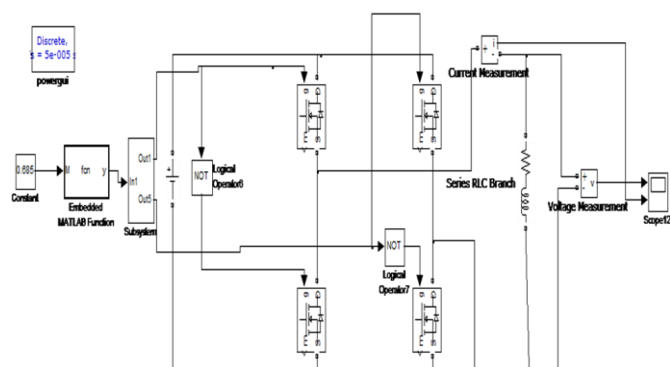 Discrete,
s = 5e-005 s
powergui
i
+
-
Current Measurement
g
C
E
S
g
C
E
S
Out1
0.685
M
fcn
y
In1
+
NOT
Logical
Operator6
Constant
Embedded
MATLAB Function
Out5
Subsystem
Series RLC Branch
+
-
v
Voltage Measurement
Scope12
NOT
Logical
Operator7
g
C
E
S
g
C
E
S